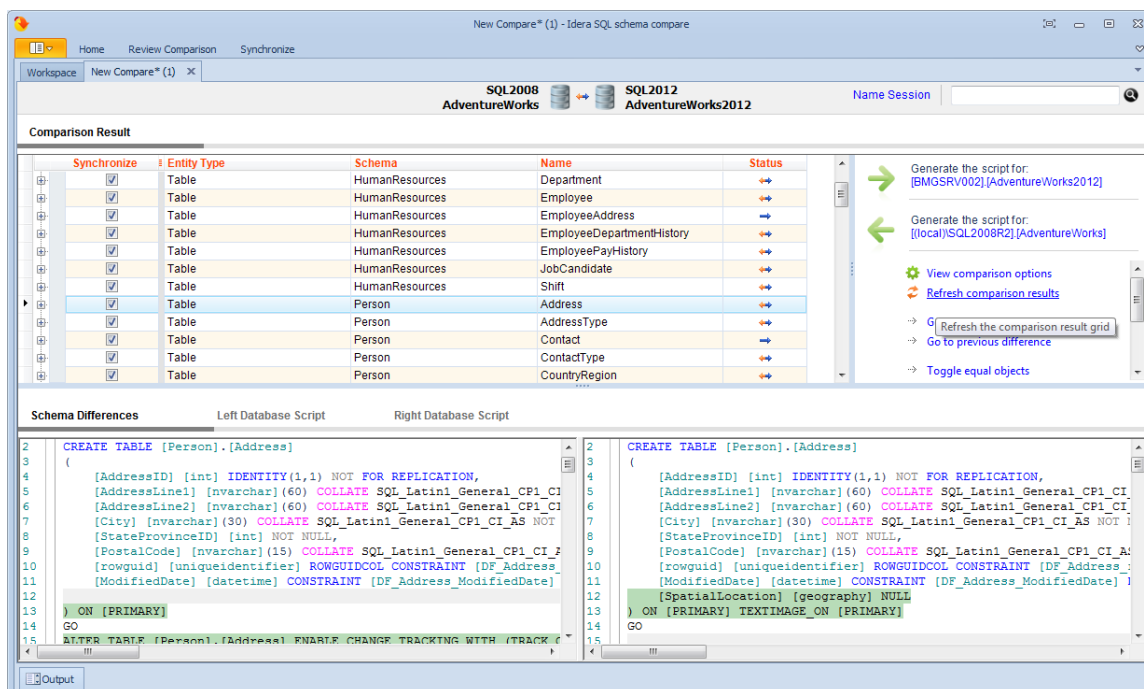 New Compare* (1) - Idera SQL schema compare
Home Review Comparison Synchronize
Workspace New Compare* (1)
SQL2008 SQL2012
AdventureWorks AdventureWorks2012
Name Session
Comparison Result
Synchronize Entity Type Schema Name Status
Table HumanResources Department
Table HumanResources Employee
Table HumanResources EmployeeAddress
Table HumanResources EmployeeDepartmentHistory
Table HumanResources EmployeePayHistory
Table HumanResources JobCandidate
Table HumanResources Shift
Table Person Address
Table Person AddressType
Table Person Contact
Table Person ContactType
Table Person CountryRegion
Generate the script for:
[BMGSRV002].[AdventureWorks2012]
Generate the script for:
[(local)\SQL2008R2].[AdventureWorks]
View comparison options
Refresh comparison results
G
Refresh the comparison result grid
Go to previous difference
Toggle equal objects
Schema Differences Left Database Script Right Database Script
2 CREATE TABLE [Person].[Address]
3 (
4 [AddressID] [int] IDENTITY(1,1) NOT FOR REPLICATION,
5 [AddressLine1] [nvarchar](60) COLLATE SQL_Latin1_General_CP1_CI
6 [AddressLine2] [nvarchar](60) COLLATE SQL_Latin1_General_CP1_CI
7 [City] [nvarchar](30) COLLATE SQL_Latin1_General_CP1_CI_AS NOT
8 [StateProvinceID] [int] NOT NULL,
9 [PostalCode] [nvarchar](15) COLLATE SQL_Latin1_General_CP1_CI_A
10 [rowguid] [uniqueidentifier] ROWGUIDCOL CONSTRAINT [DF_Address_
11 [ModifiedDate] [datetime] CONSTRAINT [DF_Address_ModifiedDate]
12
13 ) ON [PRIMARY]
14 GO
15 ALTER TABLE [Person].[Address] ENABLE CHANGE TRACKING WITH (TRACK_C
2 CREATE TABLE [Person].[Address]
3 (
4 [AddressID] [int] IDENTITY(1,1) NOT FOR REPLICATION,
5 [AddressLine1] [nvarchar](60) COLLATE SQL_Latin1_General_CP1_CI_
6 [AddressLine2] [nvarchar](60) COLLATE SQL_Latin1_General_CP1_CI_
7 [City] [nvarchar](30) COLLATE SQL_Latin1_General_CP1_CI_AS NOT
8 [StateProvinceID] [int] NOT NULL,
9 [PostalCode] [nvarchar](15) COLLATE SQL_Latin1_General_CP1_CI_AS
10 [rowguid] [uniqueidentifier] ROWGUIDCOL CONSTRAINT [DF_Address_
11 [ModifiedDate] [datetime] CONSTRAINT [DF_Address_ModifiedDate]
12 [SpatialLocation] [geography] NULL
13 ) ON [PRIMARY] TEXTIMAGE_ON [PRIMARY]
14 GO
15
Output